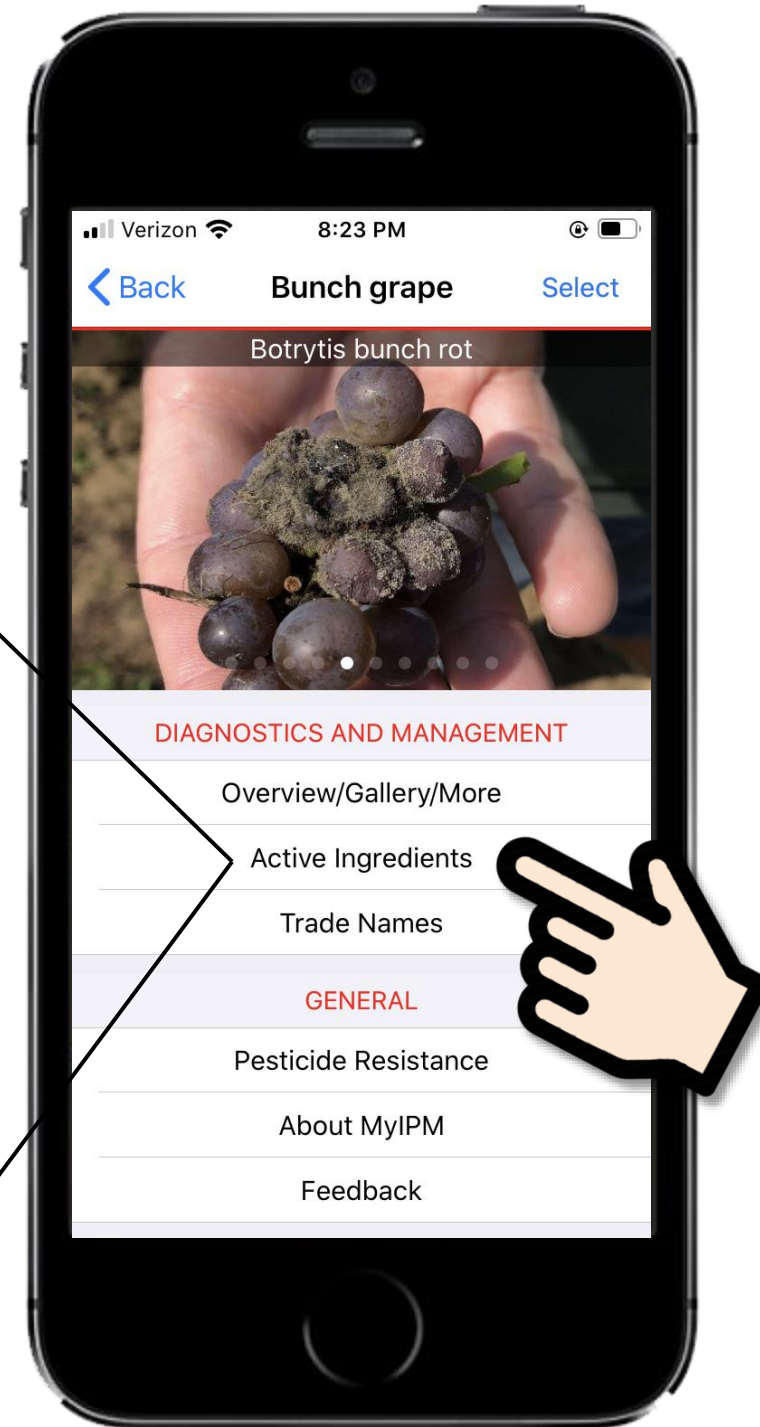 Verizon 8:23 PM
Back Bunch grape Select
Botrytis bunch rot
DIAGNOSTICS AND MANAGEMENT
Overview/Gallery/More
Active Ingredients
Trade Names
GENERAL
Pesticide Resistance
About MyIPM
Feedback